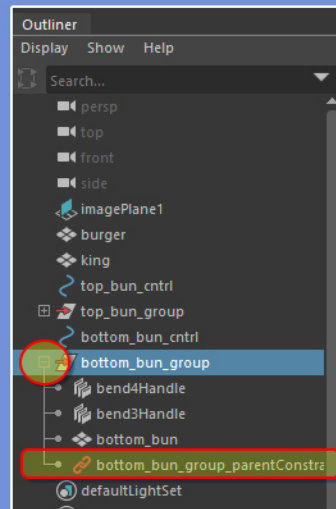 Outliner
Display Show Help
Search...
persp
top
front
side
imagePlane1
burger
king
top_bun_cntrl
top_bun_group
bottom_bun_cntrl
bottom_bun_group
bend4Handle
bend3Handle
bottom_bun
bottom_bun_group_parentConstra
defaultLightSet